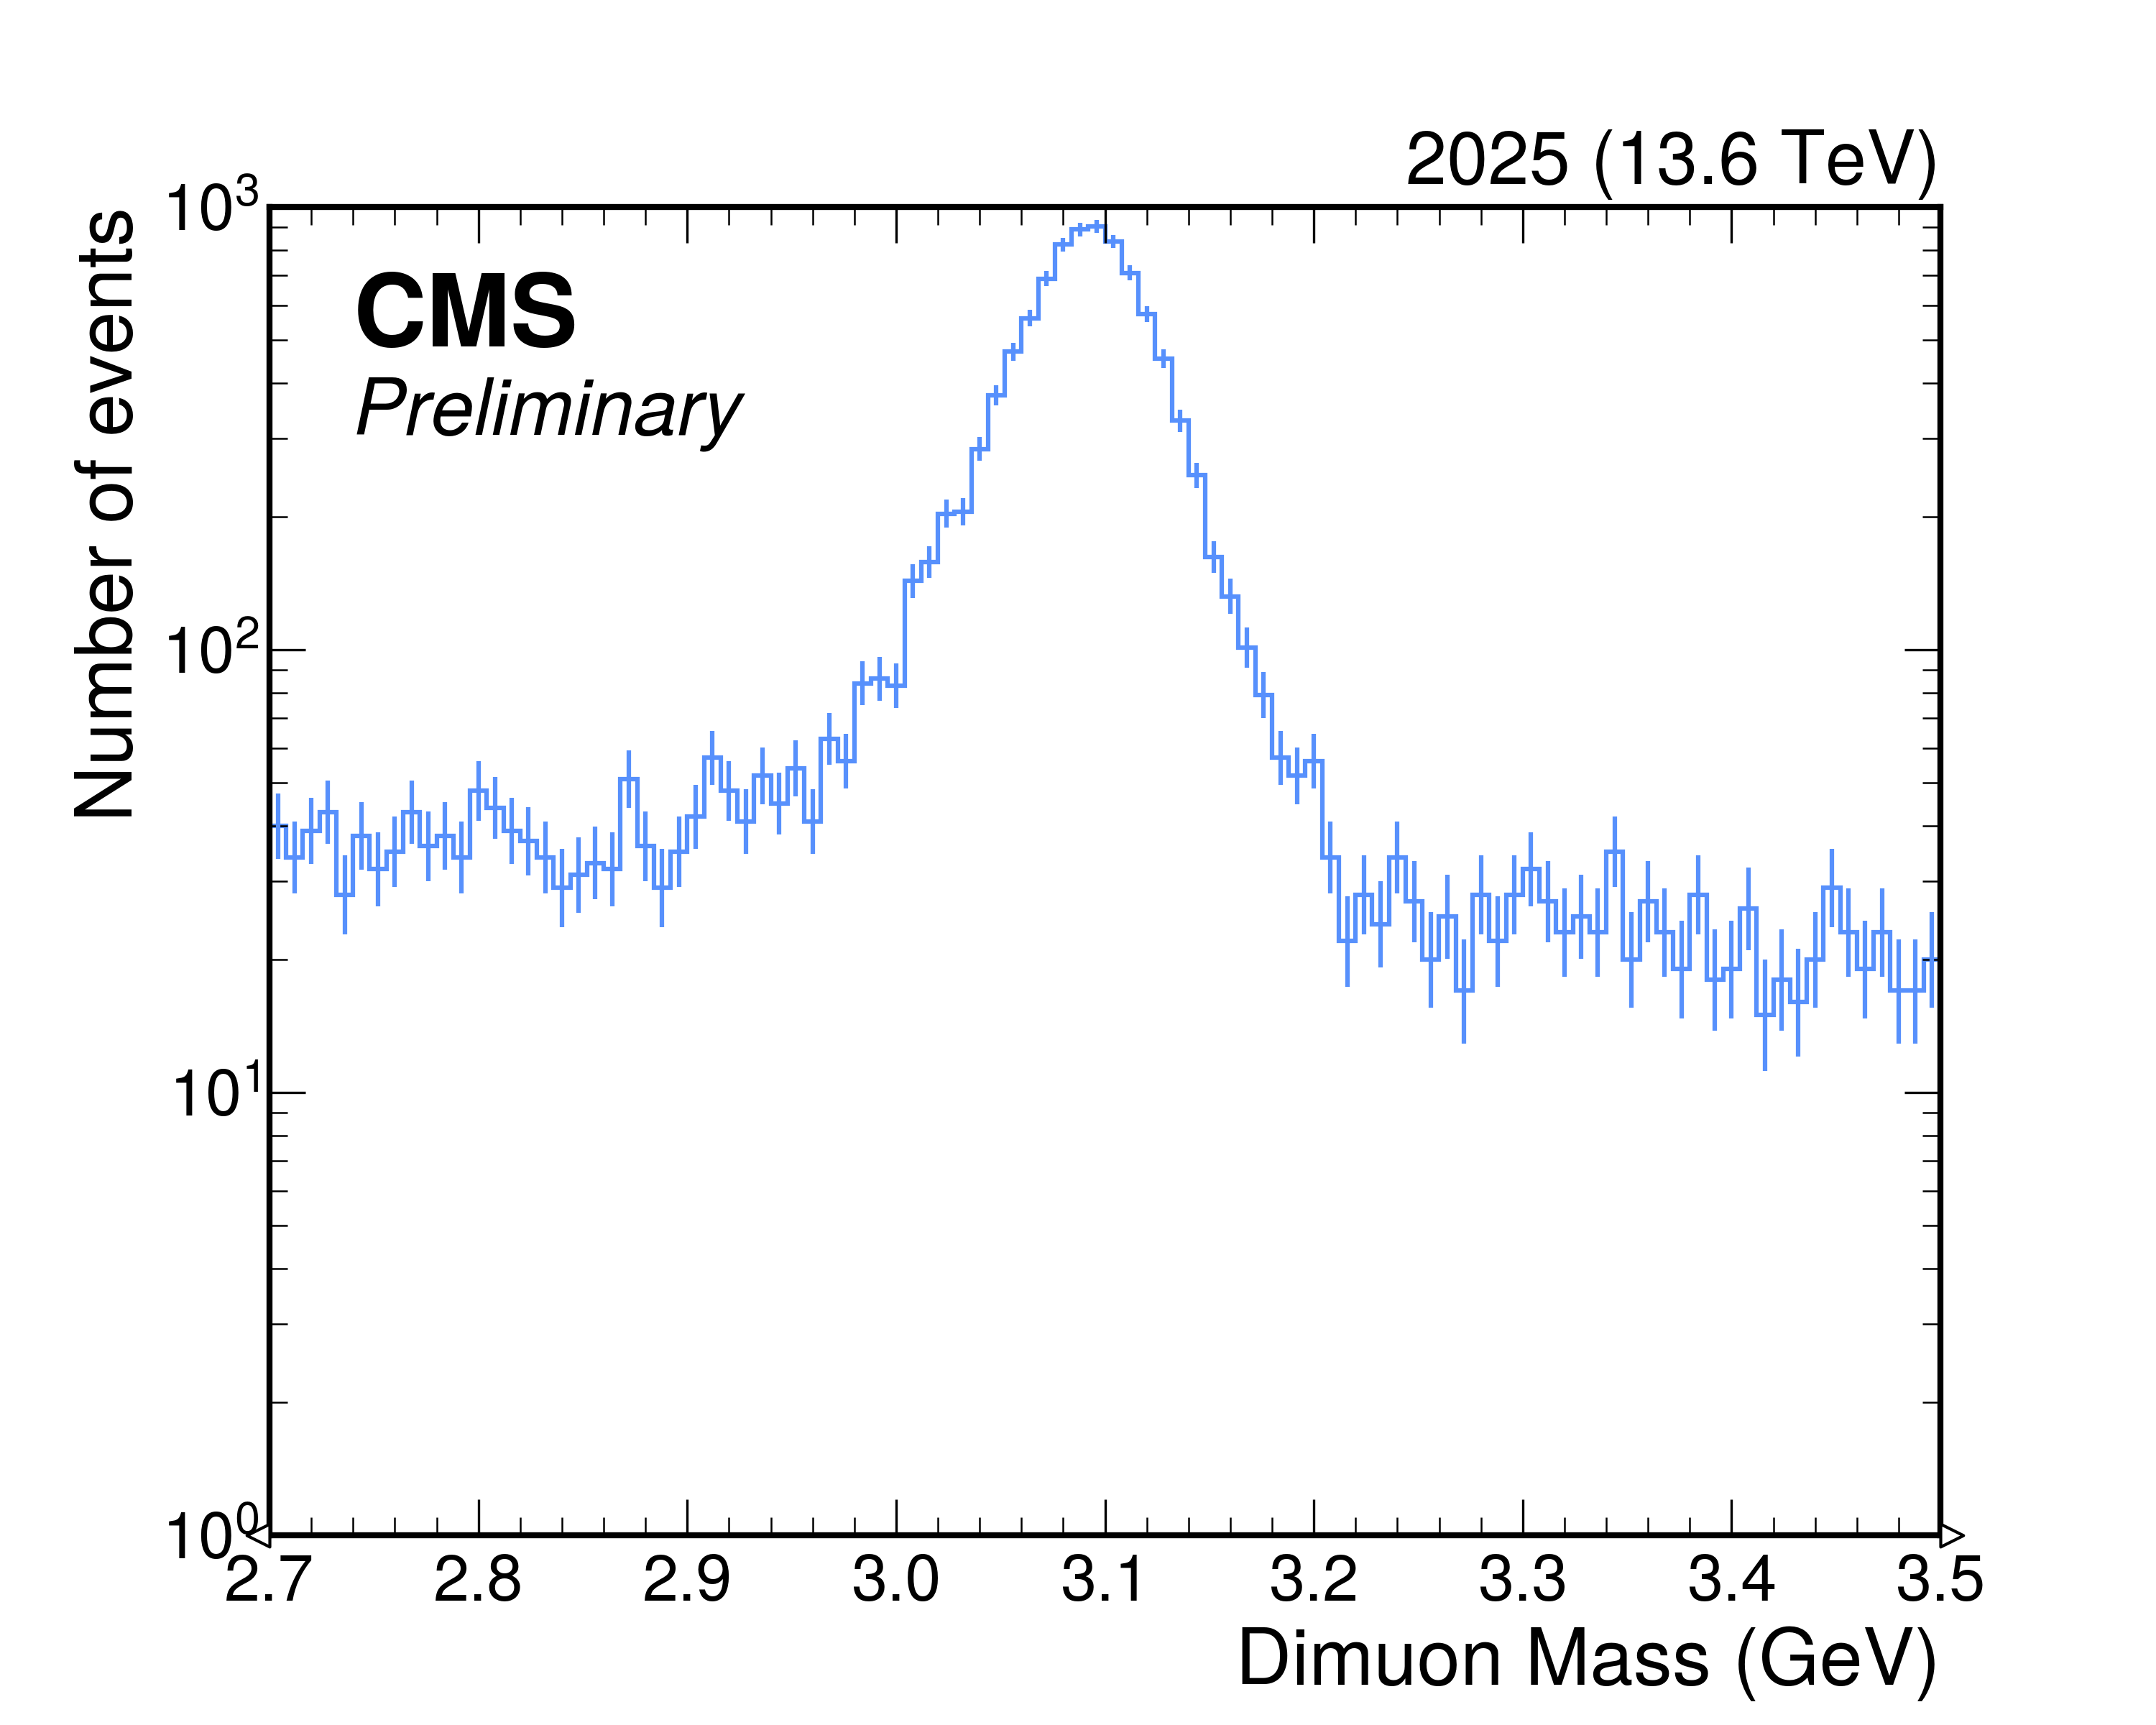 2025 (13.6 TeV)
Number of events
CMS
Preliminary
10³
10²
10¹
10⁰
2.7 2.8 2.9 3.0 3.1 3.2 3.3 3.4 3.5
Dimuon Mass (GeV)